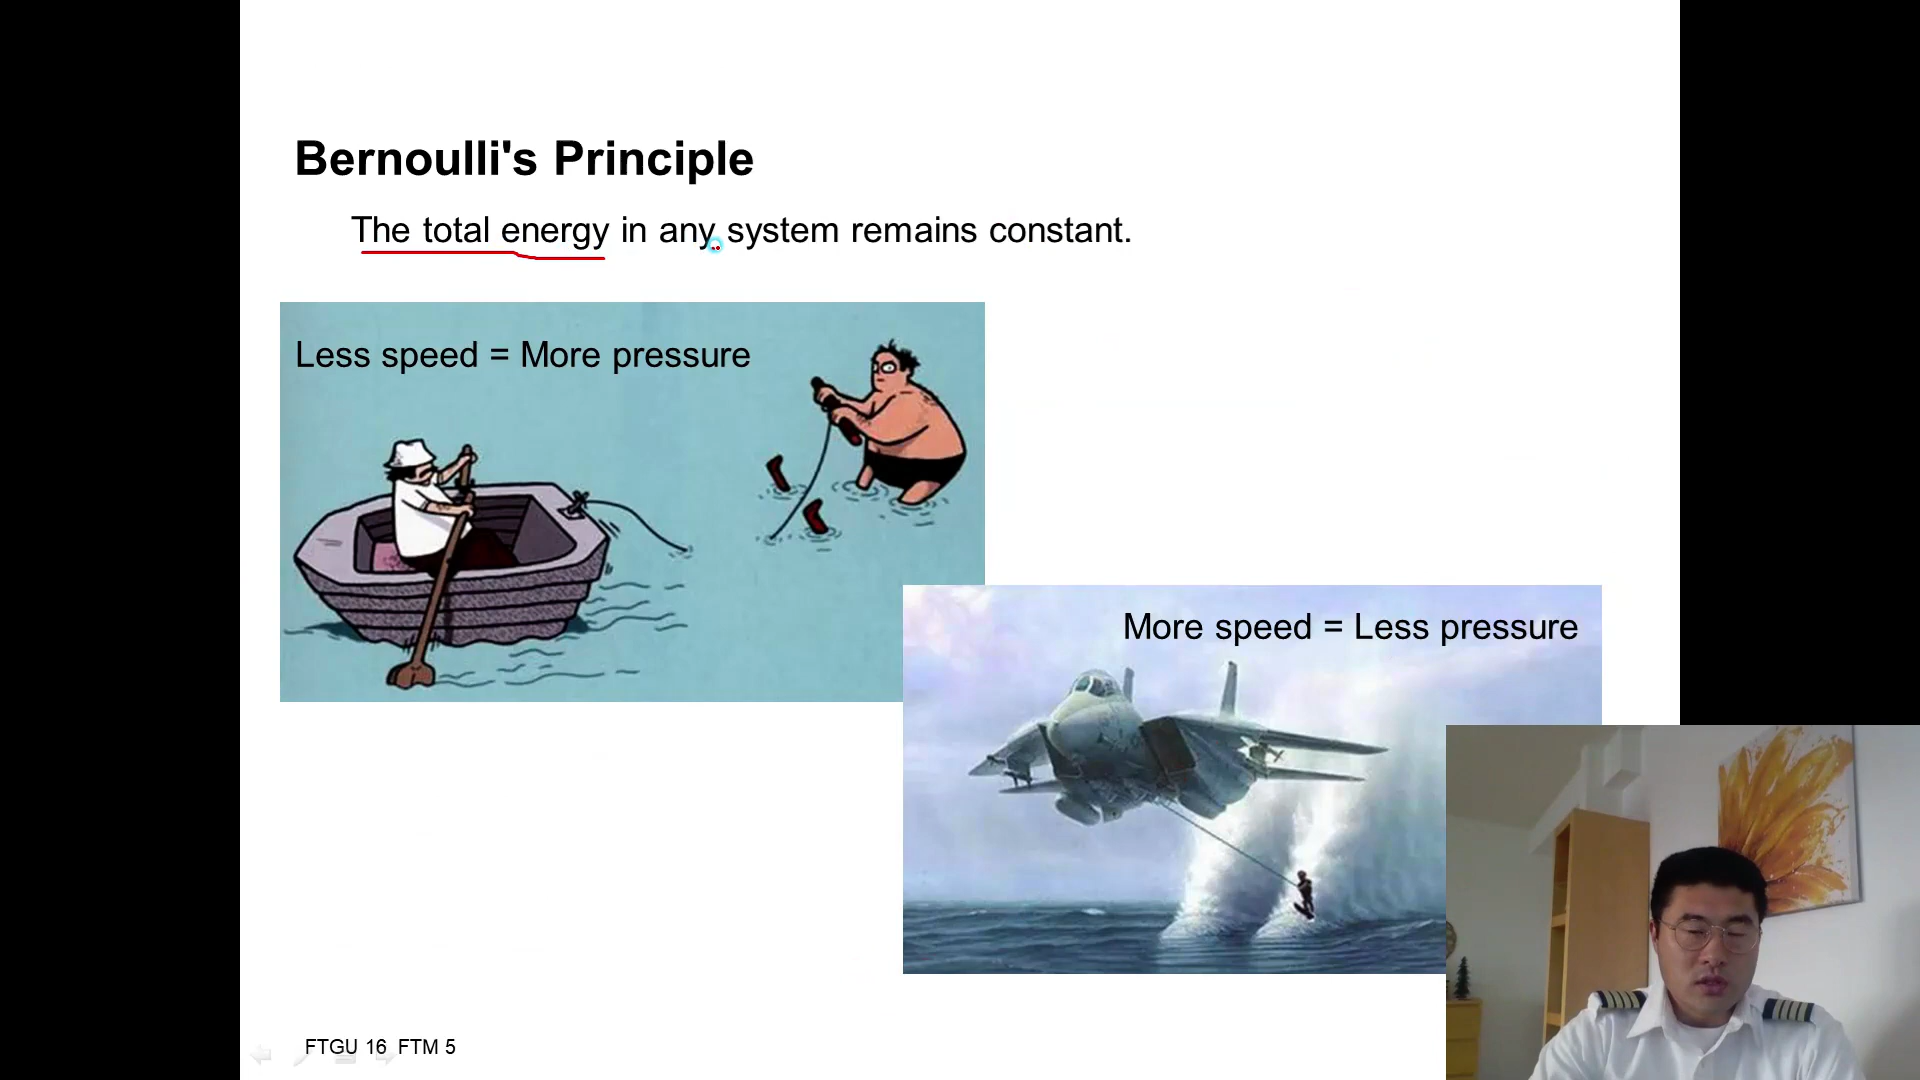 Bernoulli's Principle
The total energy in any system remains constant.
Less speed = More pressure
More speed = Less pressure
FTGU 16 FTM 5